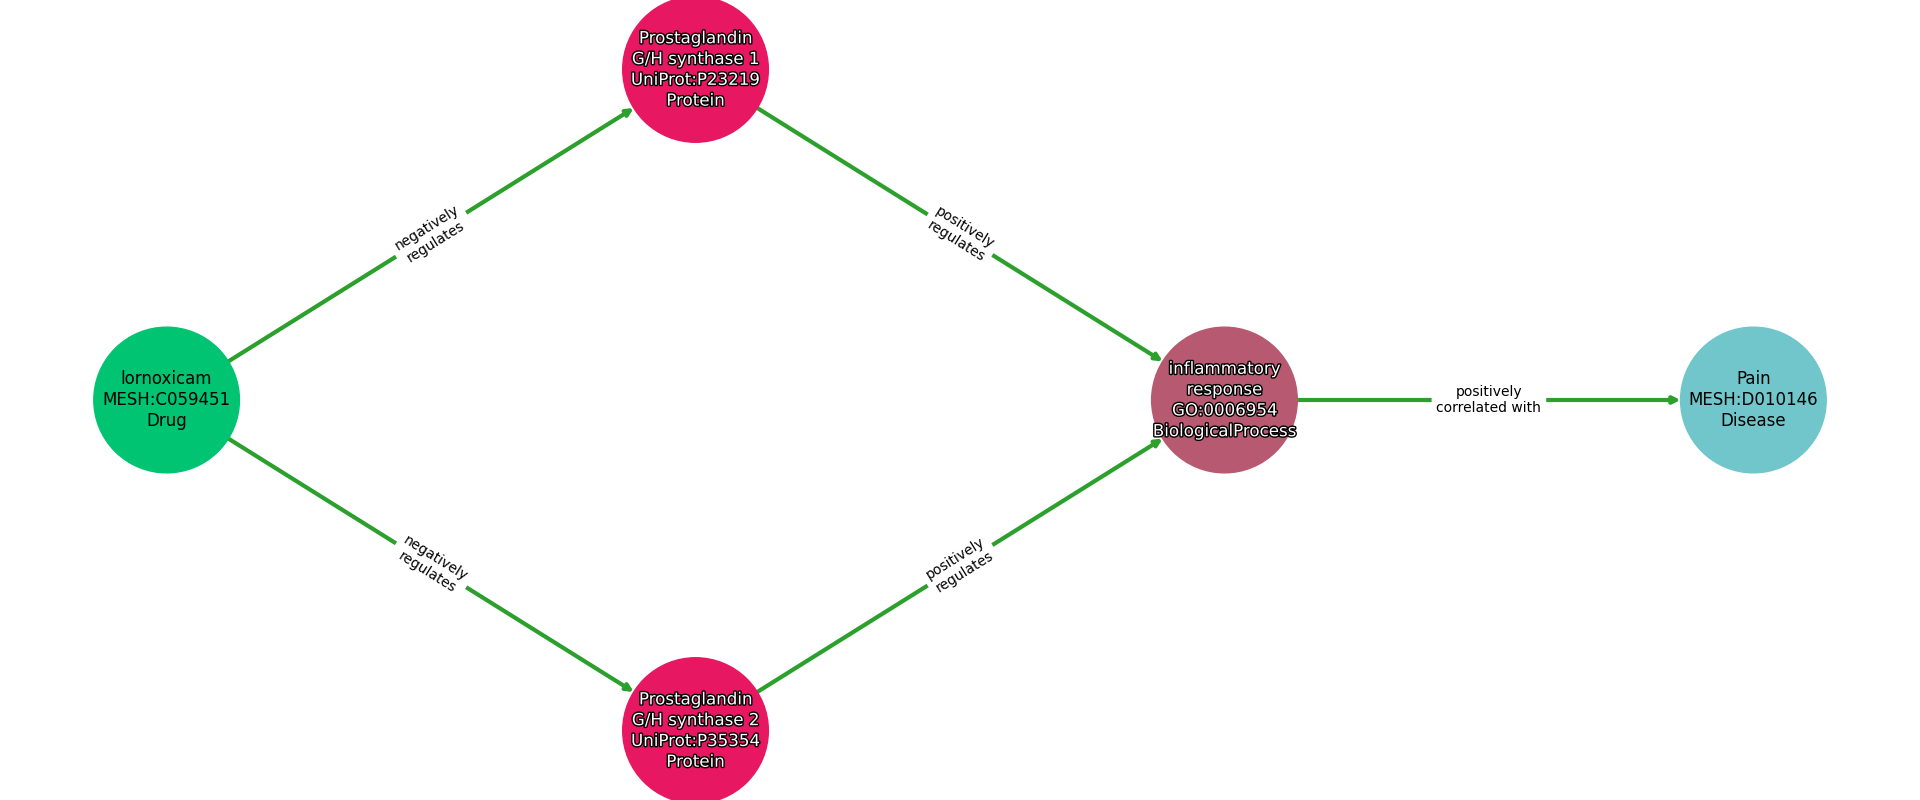 Prostaglandin
G/H synthase 1
UniProt:P23219
Protein
negatively
regulates
positively
regulates
lornoxicam
MESH:C059451
Drug
inflammatory
response
GO:0006954
BiologicalProcess
positively
correlated with
Pain
MESH:D010146
Disease
negatively
regulates
positively
regulates
Prostaglandin
G/H synthase 2
UniProt:P35354
Protein